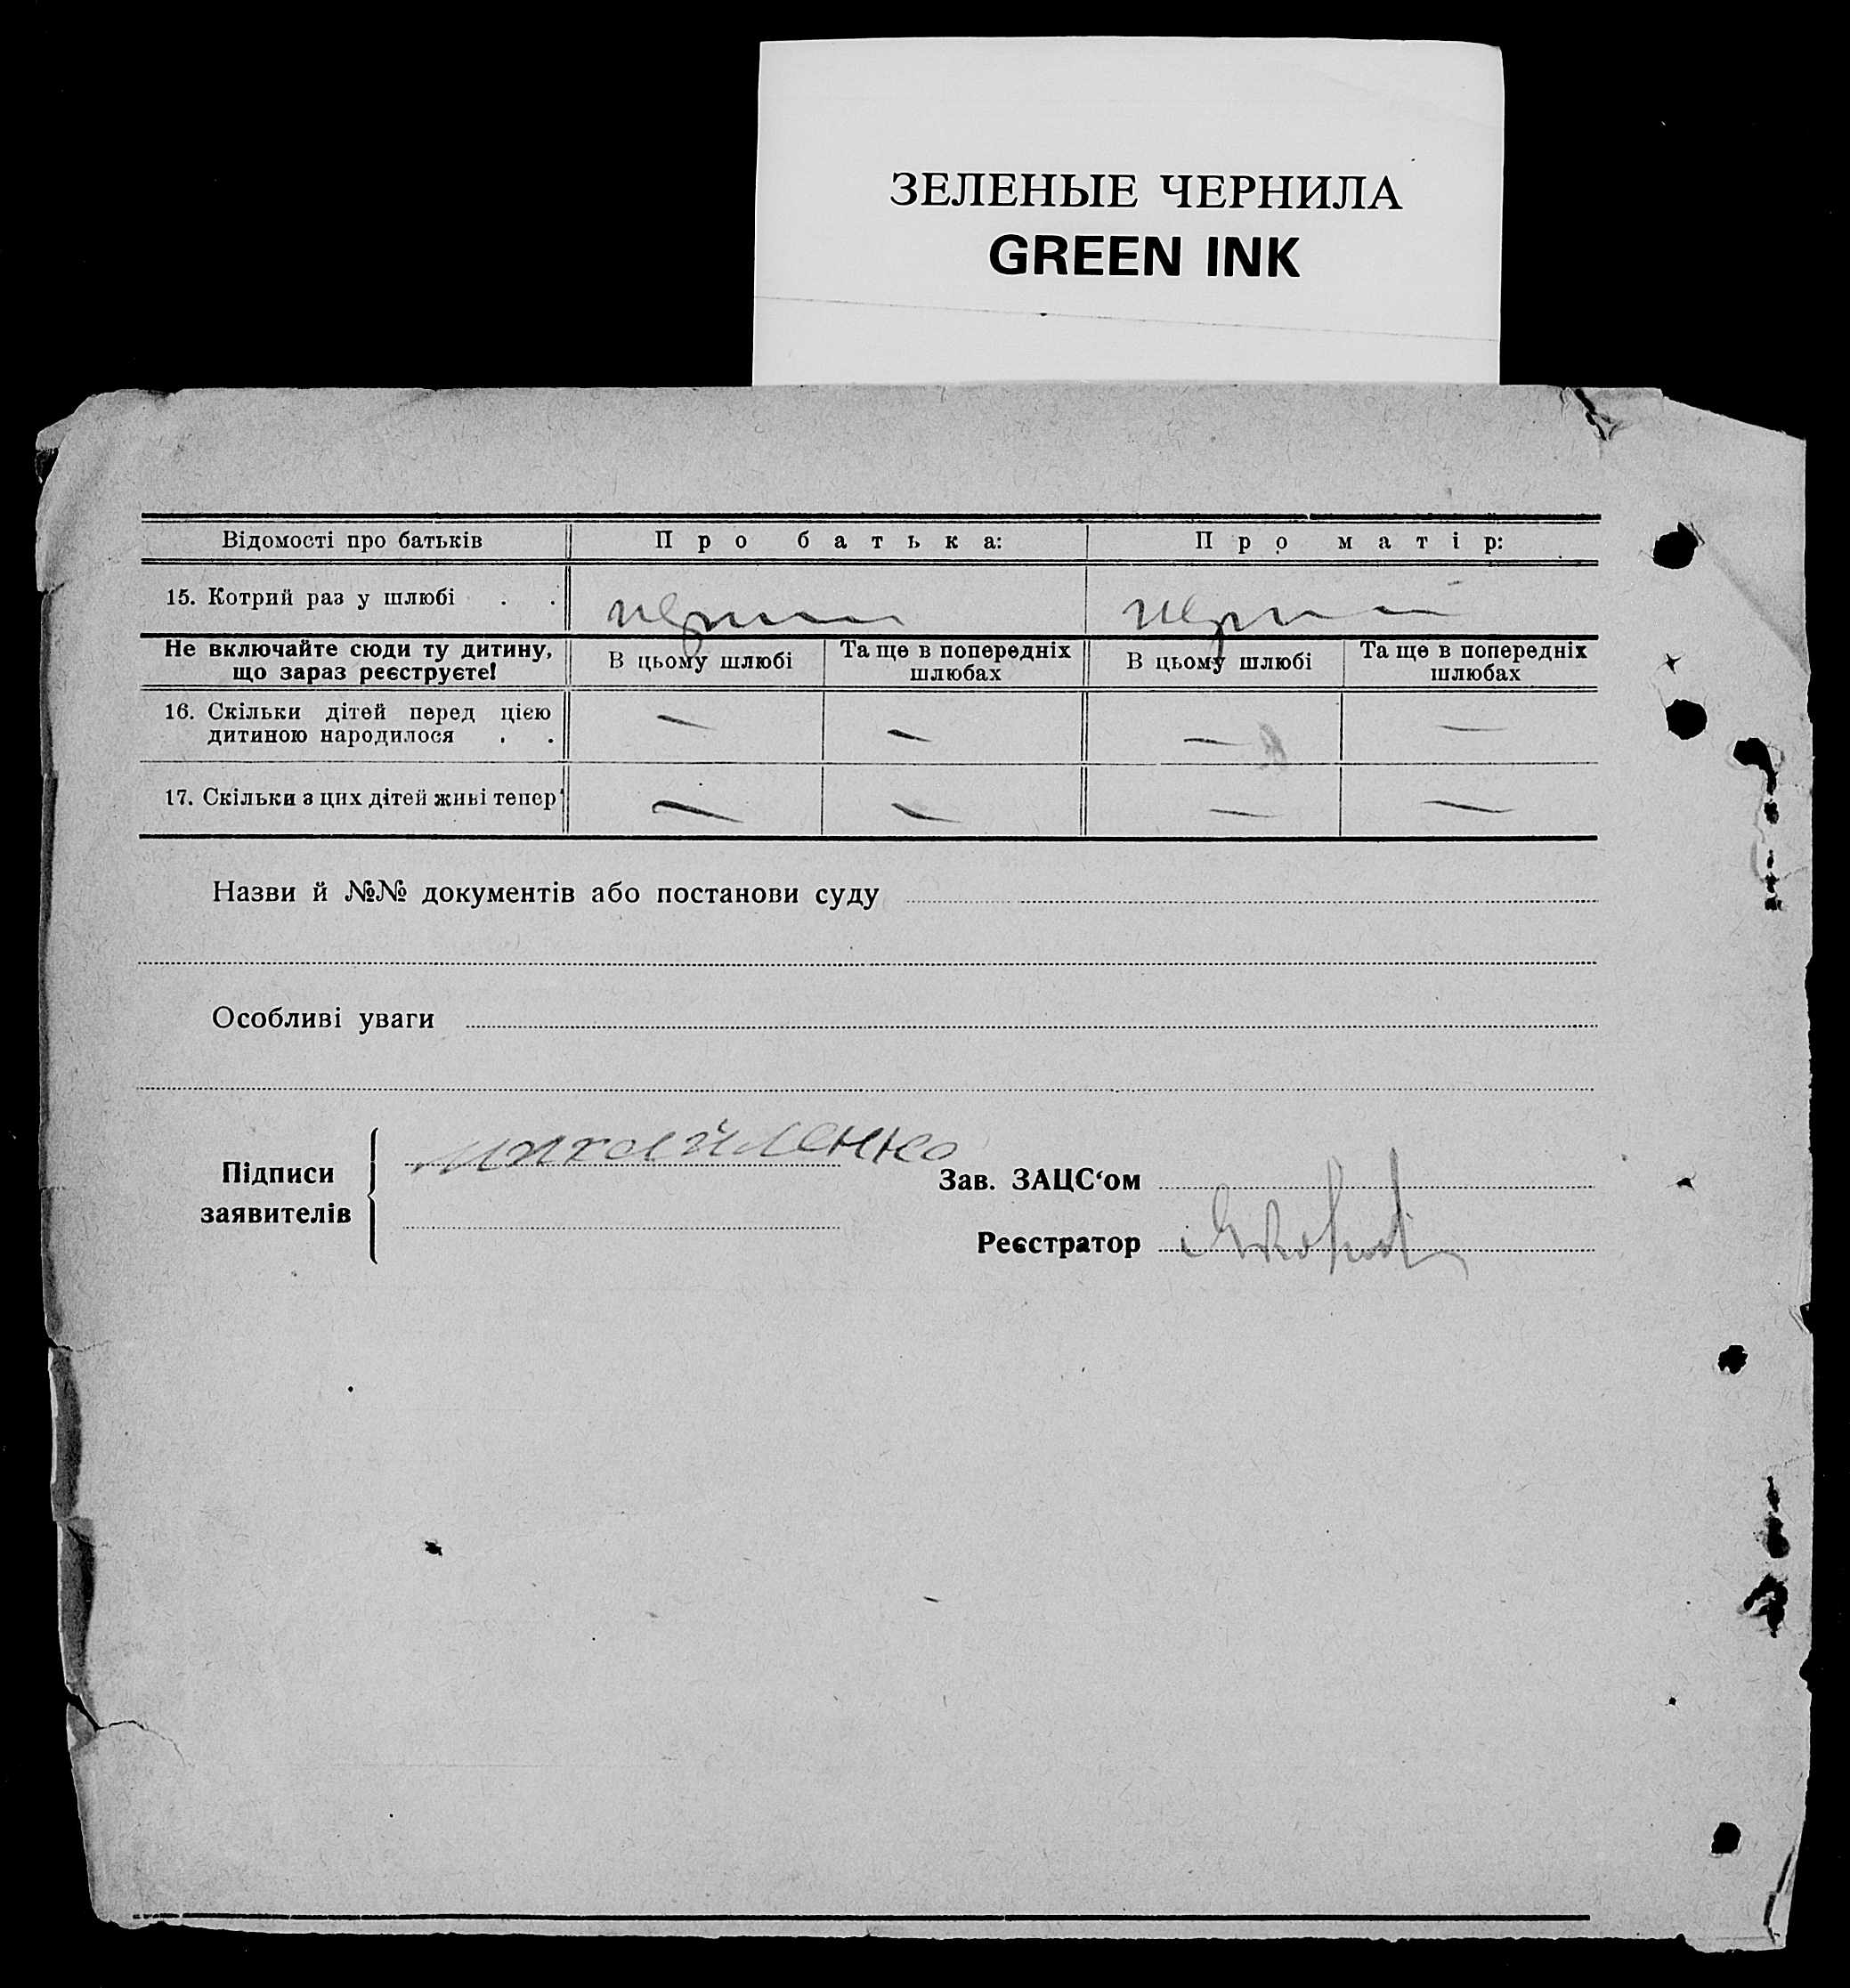 ЗЕЛЕНЫЕ ЧЕРНИЛА
GREEN INK
Відомості про батьків Про батька: Про матір:
15. Котрий раз у шлюбі . . перший перший
Не включайте сюди ту дитину, що зараз реєструєте! В цьому шлюбі Та ще в попередніх шлюбах В цьому шлюбі Та ще в попередніх шлюбах
16. Скільки дітей перед цією дитиною народилося . . — — — —
17. Скільки з цих дітей живі тепер — — — —
Назви й №№ документів або постанови суду
Особливі уваги
Підписи заявителів Михайленко
Зав. ЗАЦС‘ом
Реєстратор